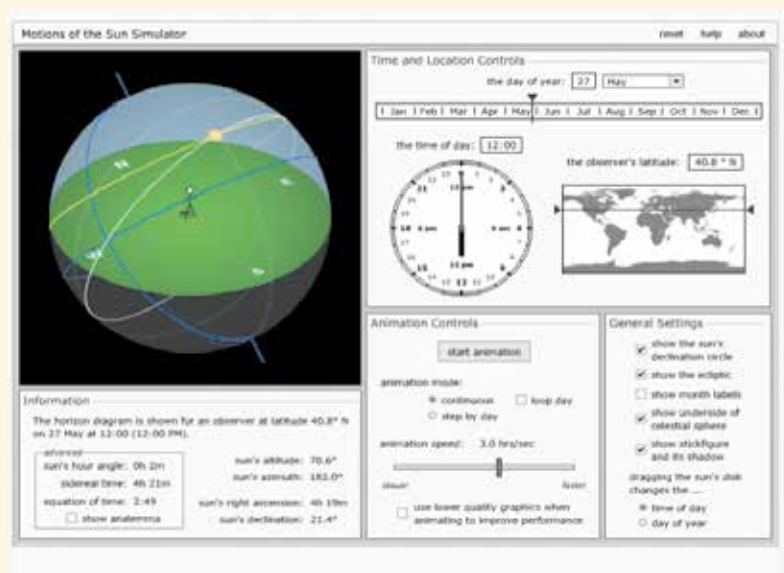 Motions of the Sun Simulator
reset help about
Time and Location Controls
the day of year: 27 May
Jan Feb Mar Apr May Jun Jul Aug Sep Oct Nov Dec
the time of day: 12:00
the observer's latitude: 40.8 ° N
N
W
21
18
15
12
6 pm
6 am
Animation Controls
start animation
animation mode:
continuous
loop day
step by day
animation speed: 3.0 hrs/sec
slower faster
use lower quality graphics when
animating to improve performance
General Settings
show the sun's
declination circle
show the ecliptic
show month labels
show underside of
celestial sphere
show stickfigure
and its shadow
dragging the sun's disk
changes the ...
time of day
day of year
Information
The horizon diagram is shown for an observer at latitude 40.8° N
on 27 May at 12:00 (12:00 PM).
advanced
sun's hour angle: 0h 2m
sidereal time: 4h 21m
equation of time: 2:49
show analemma
sun's altitude: 70.6°
sun's azimuth: 182.0°
sun's right ascension: 4h 19m
sun's declination: 21.4°